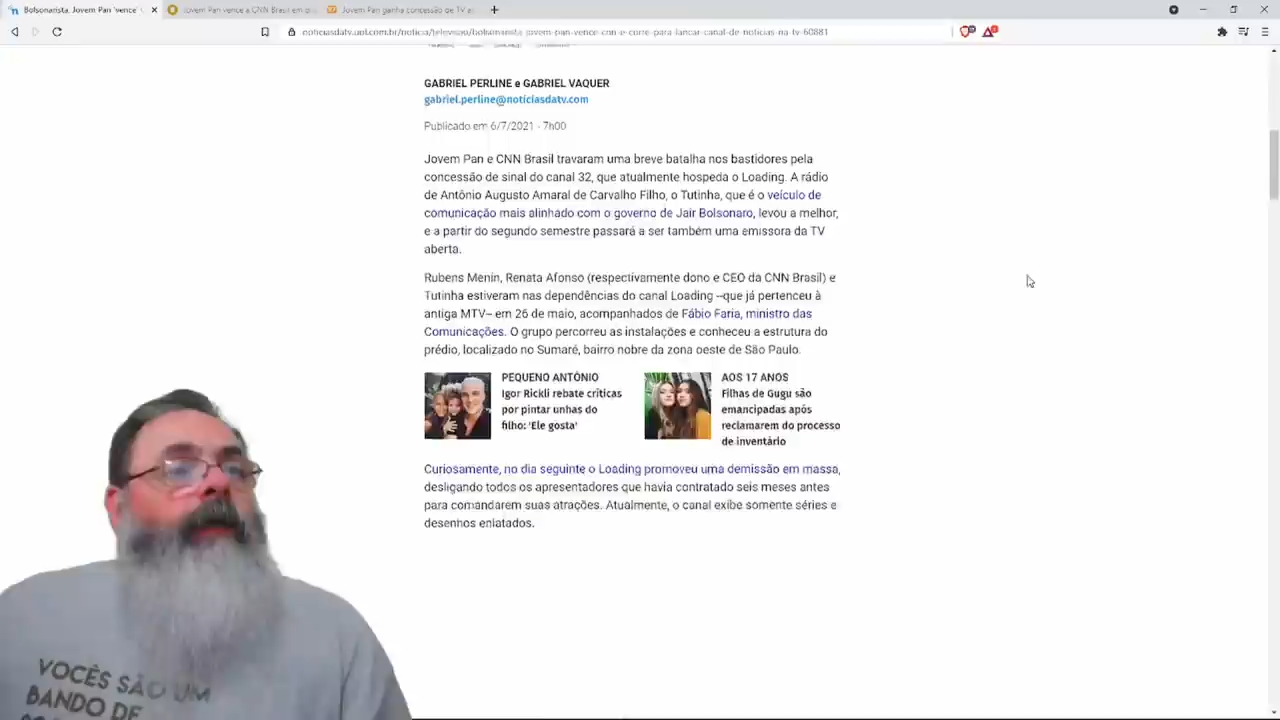 Bolsonarista, Jovem Pan 'vence'
Jovem Pan vence a CNN Brasil em
Jovem Pan ganha concessão de TV a
noticiasdatv.uol.com.br/noticia/televisao/bolsonarista-jovem-pan-vence-cnn-e-corre-para-lancar-canal-de-noticias-na-tv-60881
GABRIEL PERLINE e GABRIEL VAQUER
gabriel.perline@noticiasdatv.com
Publicado em 6/7/2021 - 7h00
Jovem Pan e CNN Brasil travaram uma breve batalha nos bastidores pela
concessão de sinal do canal 32, que atualmente hospeda o Loading. A rádio
de Antônio Augusto Amaral de Carvalho Filho, o Tutinha, que é o veículo de
comunicação mais alinhado com o governo de Jair Bolsonaro, levou a melhor,
e a partir do segundo semestre passará a ser também uma emissora da TV
aberta.
Rubens Menin, Renata Afonso (respectivamente dono e CEO da CNN Brasil) e
Tutinha estiveram nas dependências do canal Loading --que já pertenceu à
antiga MTV-- em 26 de maio, acompanhados de Fábio Faria, ministro das
Comunicações. O grupo percorreu as instalações e conheceu a estrutura do
prédio, localizado no Sumaré, bairro nobre da zona oeste de São Paulo.
PEQUENO ANTÔNIO
Igor Rickli rebate críticas
por pintar unhas do
filho: 'Ele gosta'
AOS 17 ANOS
Filhas de Gugu são
emancipadas após
reclamarem do processo
de inventário
Curiosamente, no dia seguinte o Loading promoveu uma demissão em massa,
desligando todos os apresentadores que havia contratado seis meses antes
para comandarem suas atrações. Atualmente, o canal exibe somente séries e
desenhos enlatados.
VOCÊS SÃO UM
BANDO DE